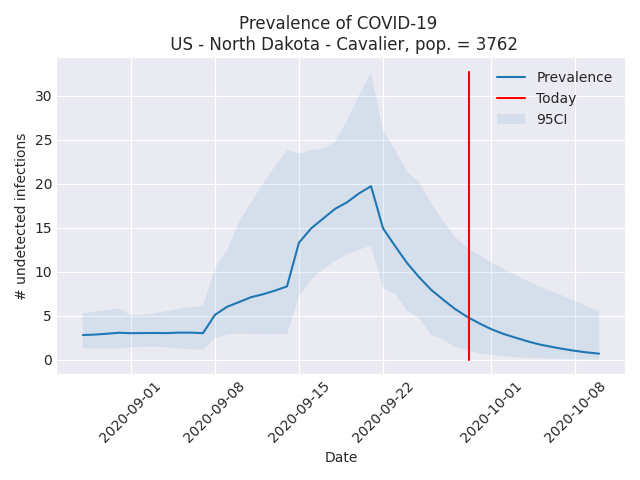 Prevalence of COVID-19
US - North Dakota - Cavalier, pop. = 3762
Prevalence
Today
95CI
# undetected infections
30
25
20
15
10
5
0
2020-09-01
2020-09-08
2020-09-15
2020-09-22
2020-10-01
2020-10-08
Date